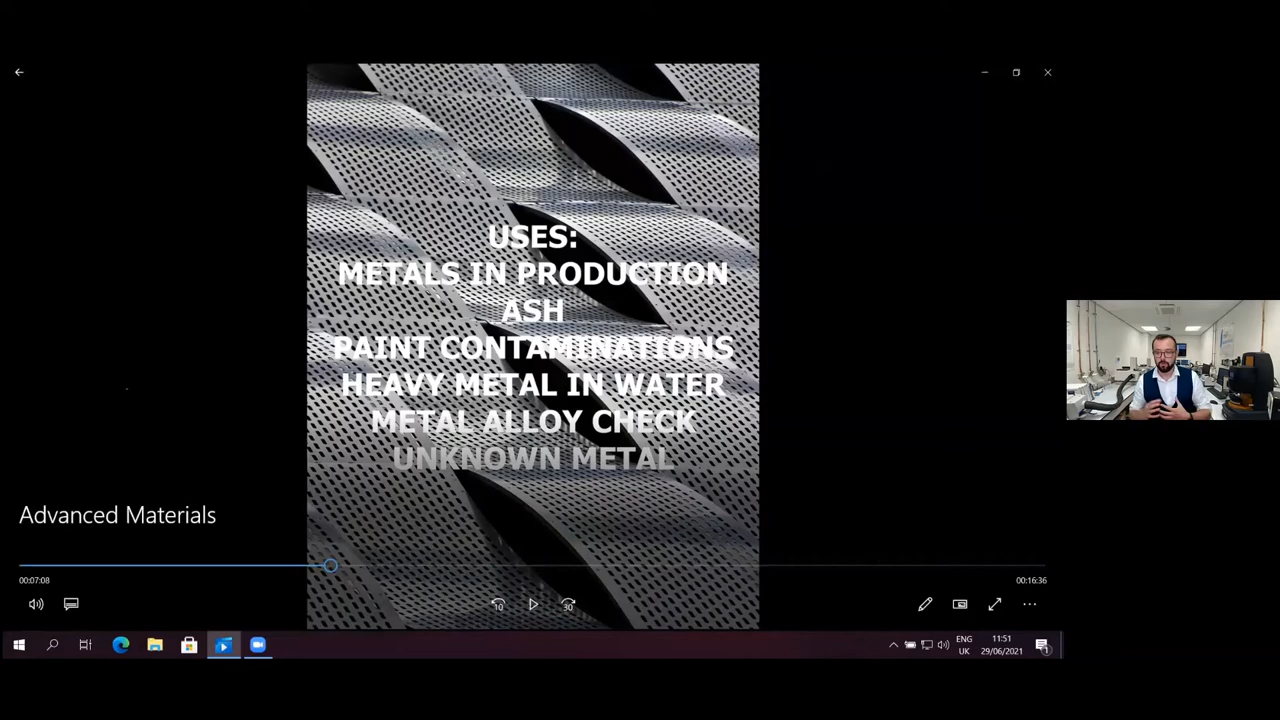 USES:
METALS IN PRODUCTION
ASH
PAINT CONTAMINATIONS
HEAVY METAL IN WATER
METAL ALLOY CHECK
UNKNOWN METAL
Advanced Materials
00:07:08
00:16:36
10
30
ENG
UK
11:51
29/06/2021
1